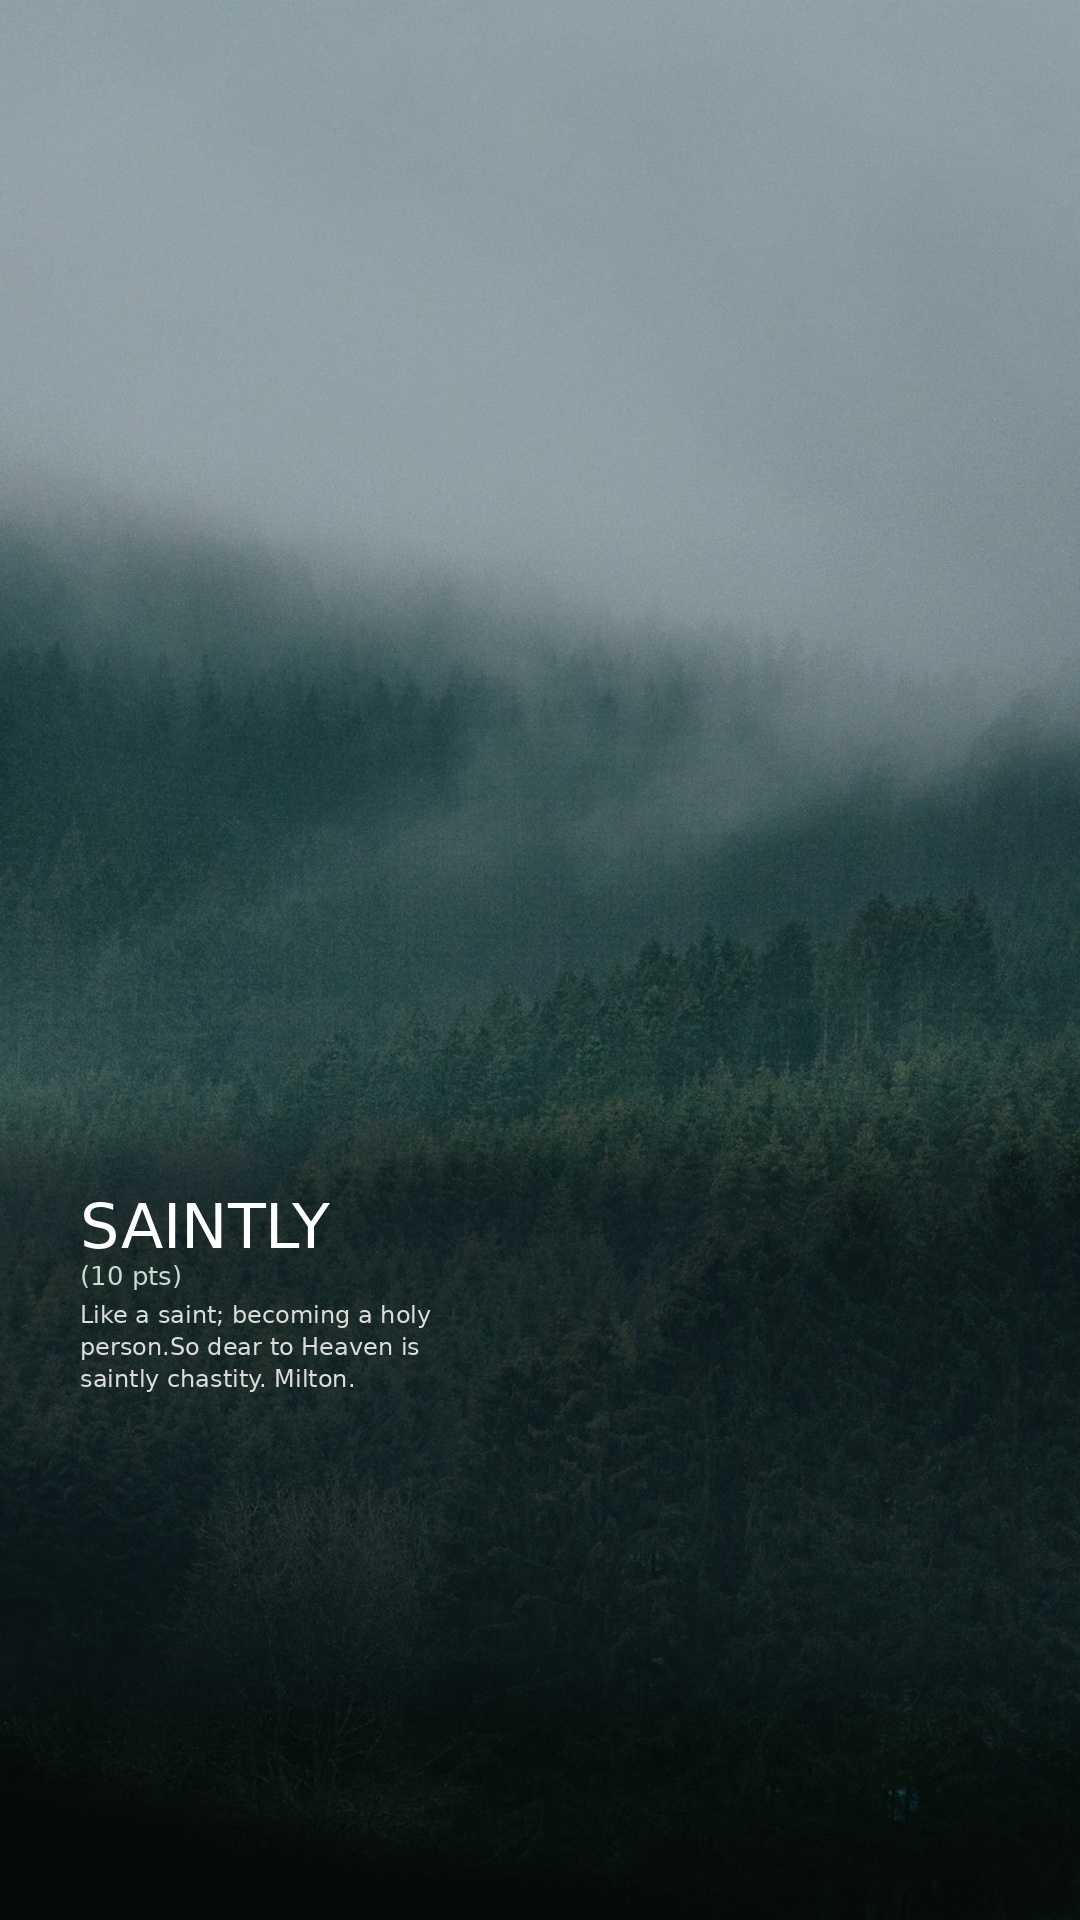 SAINTLY
(10 pts)
Like a saint; becoming a holy
person.So dear to Heaven is
saintly chastity. Milton.